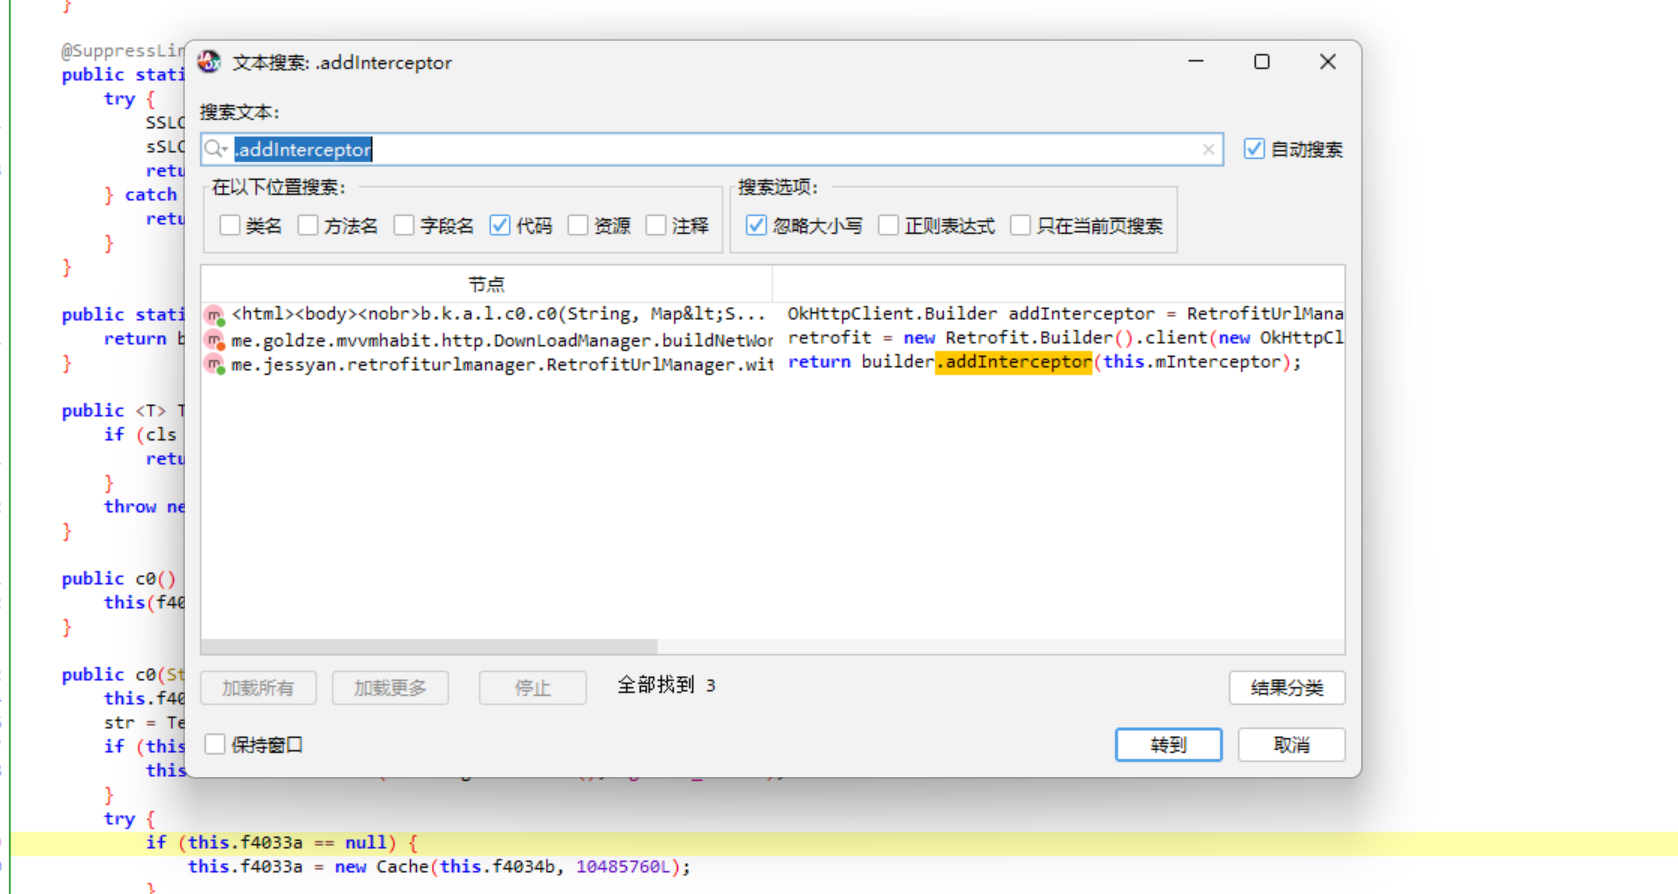 }
@SuppressLin
public stati
try {
SSLC
sSLC
retu
} catch
retu
}
}
public stati
return b
}
public <T> T
if (cls
retu
}
throw ne
}
public c0()
this(f40
}
public c0(St
this.f40
str = Te
if (this
this
}
try {
if (this.f4033a == null) {
this.f4033a = new Cache(this.f4034b, 10485760L);
}
文本搜索: .addInterceptor
搜索文本:
.addInterceptor
自动搜索
在以下位置搜索:
搜索选项:
类名 方法名 字段名 代码 资源 注释
忽略大小写 正则表达式 只在当前页搜索
节点
<html><body><nobr>b.k.a.l.c0.c0(String, Map&lt;S... OkHttpClient.Builder addInterceptor = RetrofitUrlMana
me.goldze.mvvmhabit.http.DownLoadManager.buildNetWor retrofit = new Retrofit.Builder().client(new OkHttpCl
me.jessyan.retrofiturlmanager.RetrofitUrlManager.wit return builder.addInterceptor(this.mInterceptor);
加载所有 加载更多 停止 全部找到 3 结果分类
保持窗口 转到 取消